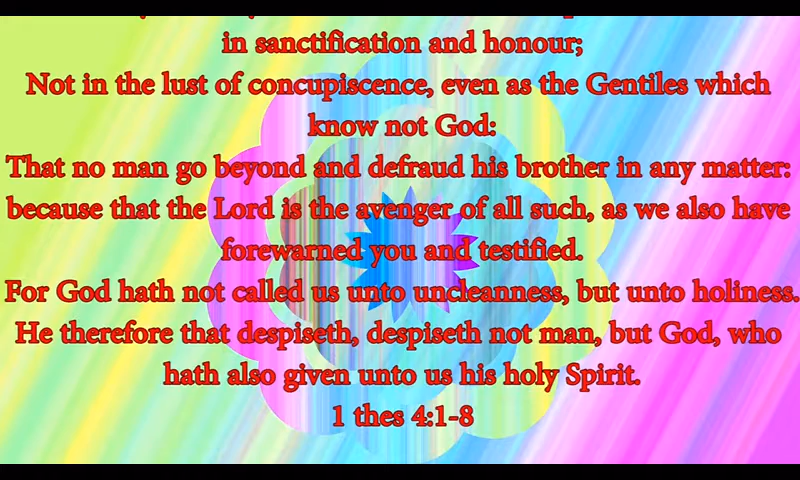 in sanctification and honour;
Not in the lust of concupiscence, even as the Gentiles which
know not God:
That no man go beyond and defraud his brother in any matter:
because that the Lord is the avenger of all such, as we also have
forewarned you and testified.
For God hath not called us unto uncleanness, but unto holiness.
He therefore that despiseth, despiseth not man, but God, who
hath also given unto us his holy Spirit.
1 thes 4:1-8